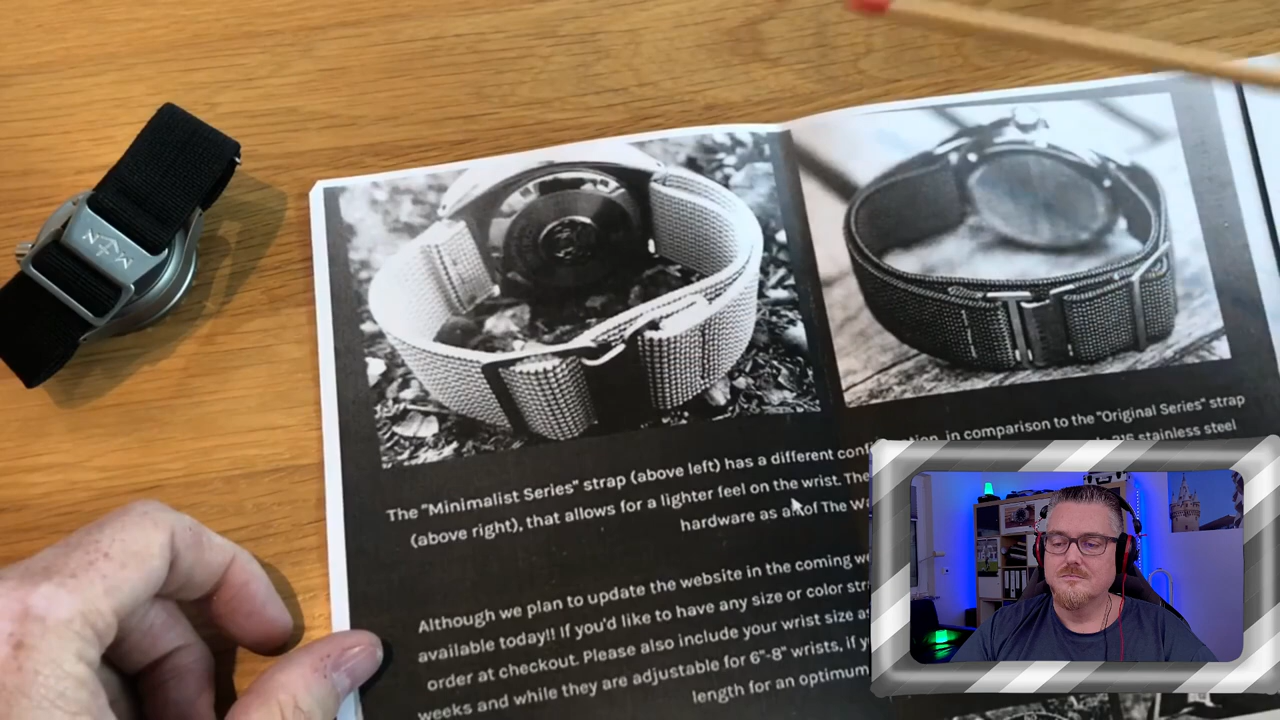 The "Minimalist Series" strap (above left) has a different in comparison to the "Original Series" strap
(above right), that allows for a lighter feel on the wrist. The 316 stainless steel
hardware as all of The
Although we plan to update the website in the coming
available today!! If you'd like to have any size or color
order at checkout. Please also include your wrist size
weeks and while they are adjustable for 6"-8" wrists, if
length for an optimum